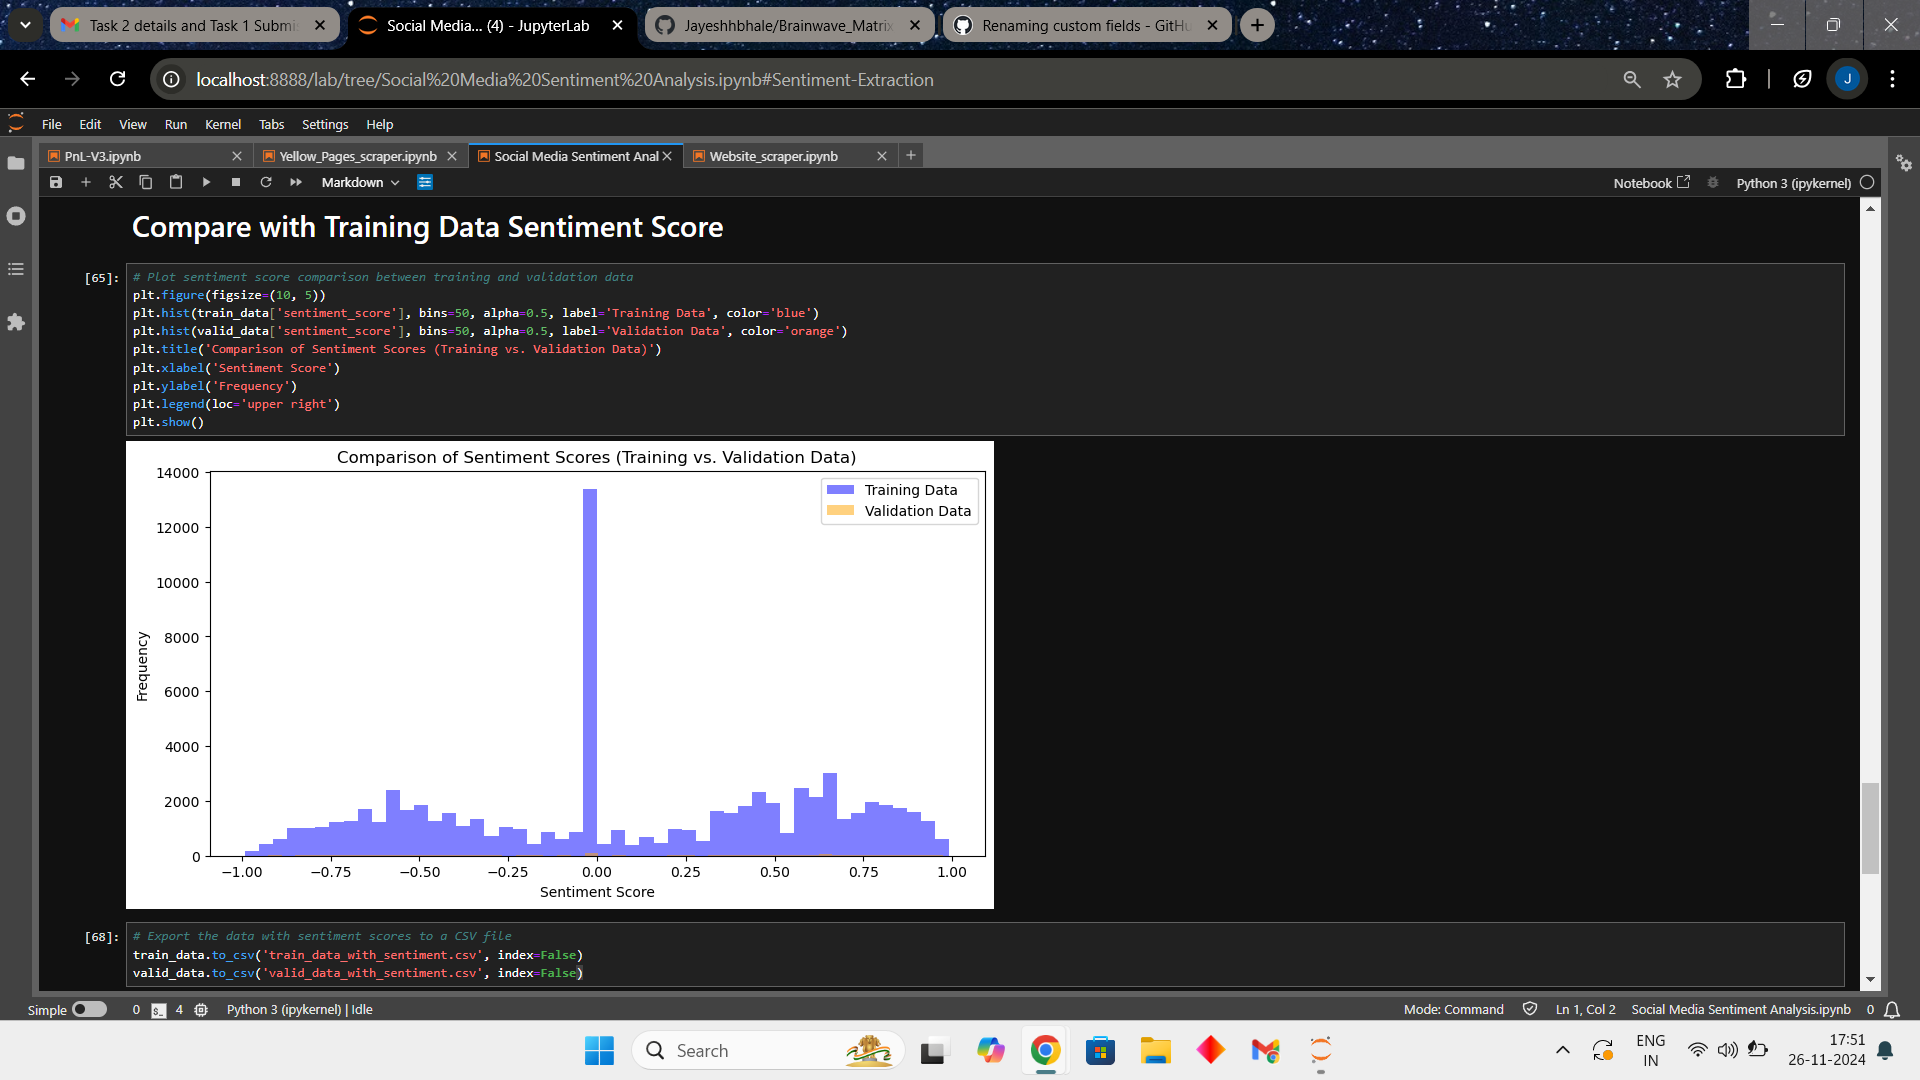 Task 2 details and Task 1 Submis
Social Media... (4) - JupyterLab
Jayeshhbhale/Brainwave_Matrix
Renaming custom fields - GitHu
localhost:8888/lab/tree/Social%20Media%20Sentiment%20Analysis.ipynb#Sentiment-Extraction
J
File Edit View Run Kernel Tabs Settings Help
PnL-V3.ipynb
Yellow_Pages_scraper.ipynb
Social Media Sentiment Anal
Website_scraper.ipynb
Markdown
Notebook
Python 3 (ipykernel)
Compare with Training Data Sentiment Score
[65]:
# Plot sentiment score comparison between training and validation data
plt.figure(figsize=(10, 5))
plt.hist(train_data['sentiment_score'], bins=50, alpha=0.5, label='Training Data', color='blue')
plt.hist(valid_data['sentiment_score'], bins=50, alpha=0.5, label='Validation Data', color='orange')
plt.title('Comparison of Sentiment Scores (Training vs. Validation Data)')
plt.xlabel('Sentiment Score')
plt.ylabel('Frequency')
plt.legend(loc='upper right')
plt.show()
Comparison of Sentiment Scores (Training vs. Validation Data)
Training Data
Validation Data
14000
12000
10000
8000
6000
4000
2000
0
Frequency
−1.00 −0.75 −0.50 −0.25 0.00 0.25 0.50 0.75 1.00
Sentiment Score
[68]:
# Export the data with sentiment scores to a CSV file
train_data.to_csv('train_data_with_sentiment.csv', index=False)
valid_data.to_csv('valid_data_with_sentiment.csv', index=False)
Simple 0 $_ 4 Python 3 (ipykernel) | Idle
Mode: Command Ln 1, Col 2 Social Media Sentiment Analysis.ipynb 0
Search
ENG
IN
17:51
26-11-2024